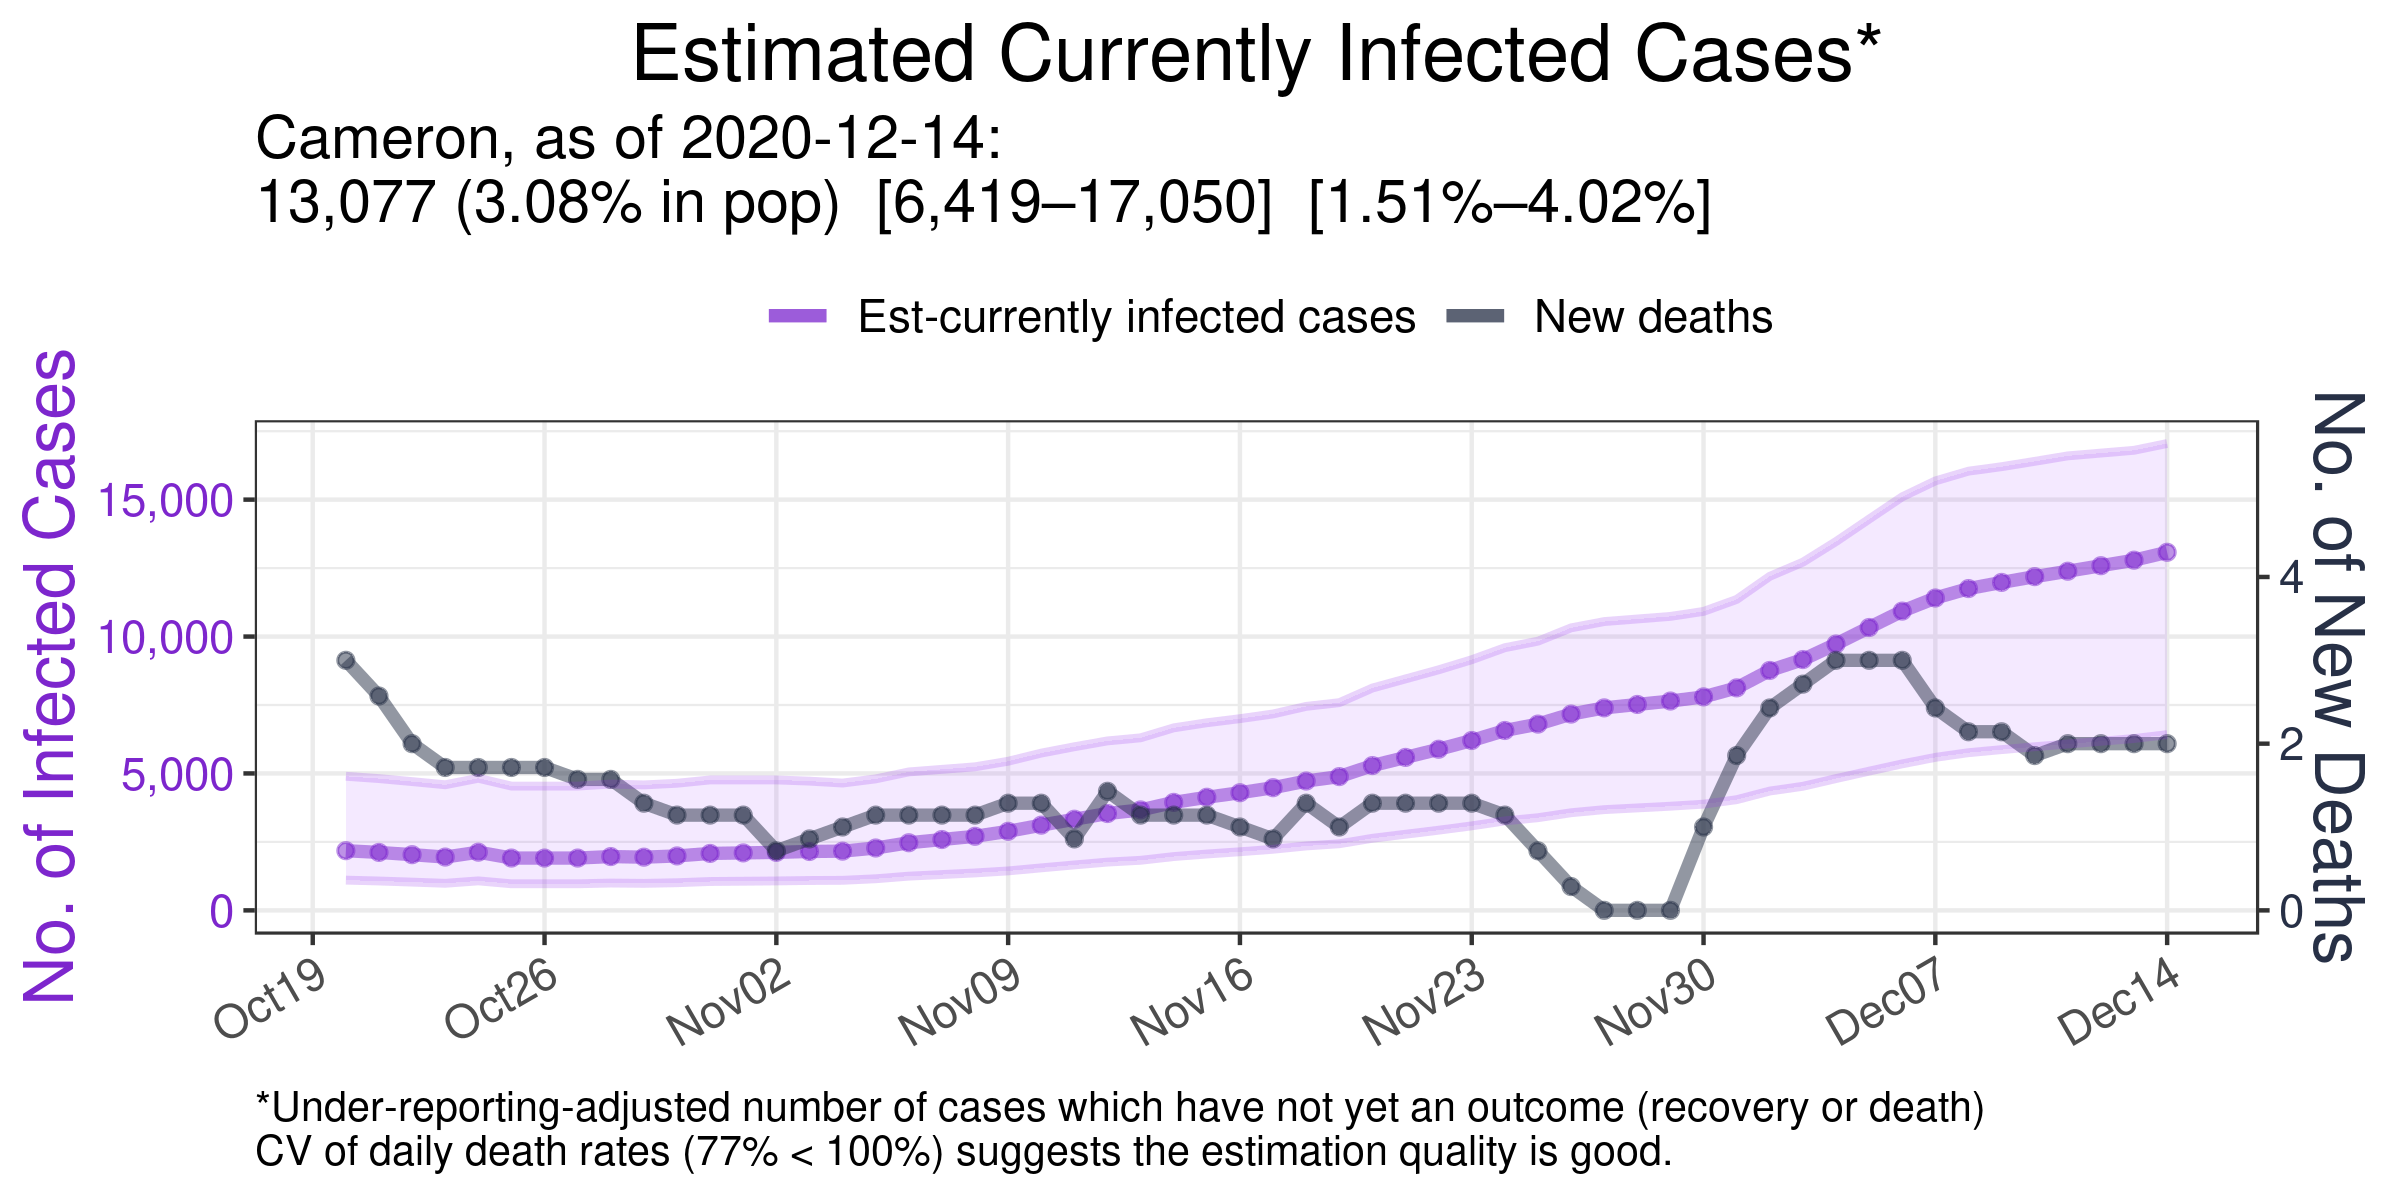 Estimated Currently Infected Cases*
Cameron, as of 2020-12-14:
13,077 (3.08% in pop)  [6,419–17,050]  [1.51%–4.02%]
Est-currently infected cases
New deaths
No. of Infected Cases
15,000
10,000
5,000
0
No. of New Deaths
4
2
0
Oct19
Oct26
Nov02
Nov09
Nov16
Nov23
Nov30
Dec07
Dec14
*Under-reporting-adjusted number of cases which have not yet an outcome (recovery or death)
CV of daily death rates (77% < 100%) suggests the estimation quality is good.